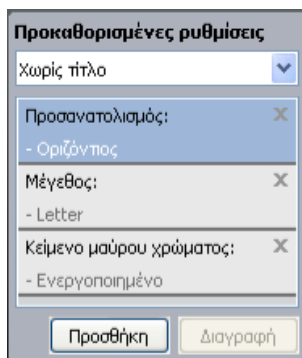 Προκαθορισμένες ρυθμίσεις
Χωρίς τίτλο
Προσανατολισμός:
- Οριζόντιος
Μέγεθος:
- Letter
Κείμενο μαύρου χρώματος:
- Ενεργοποιημένο
Προσθήκη Διαγραφή